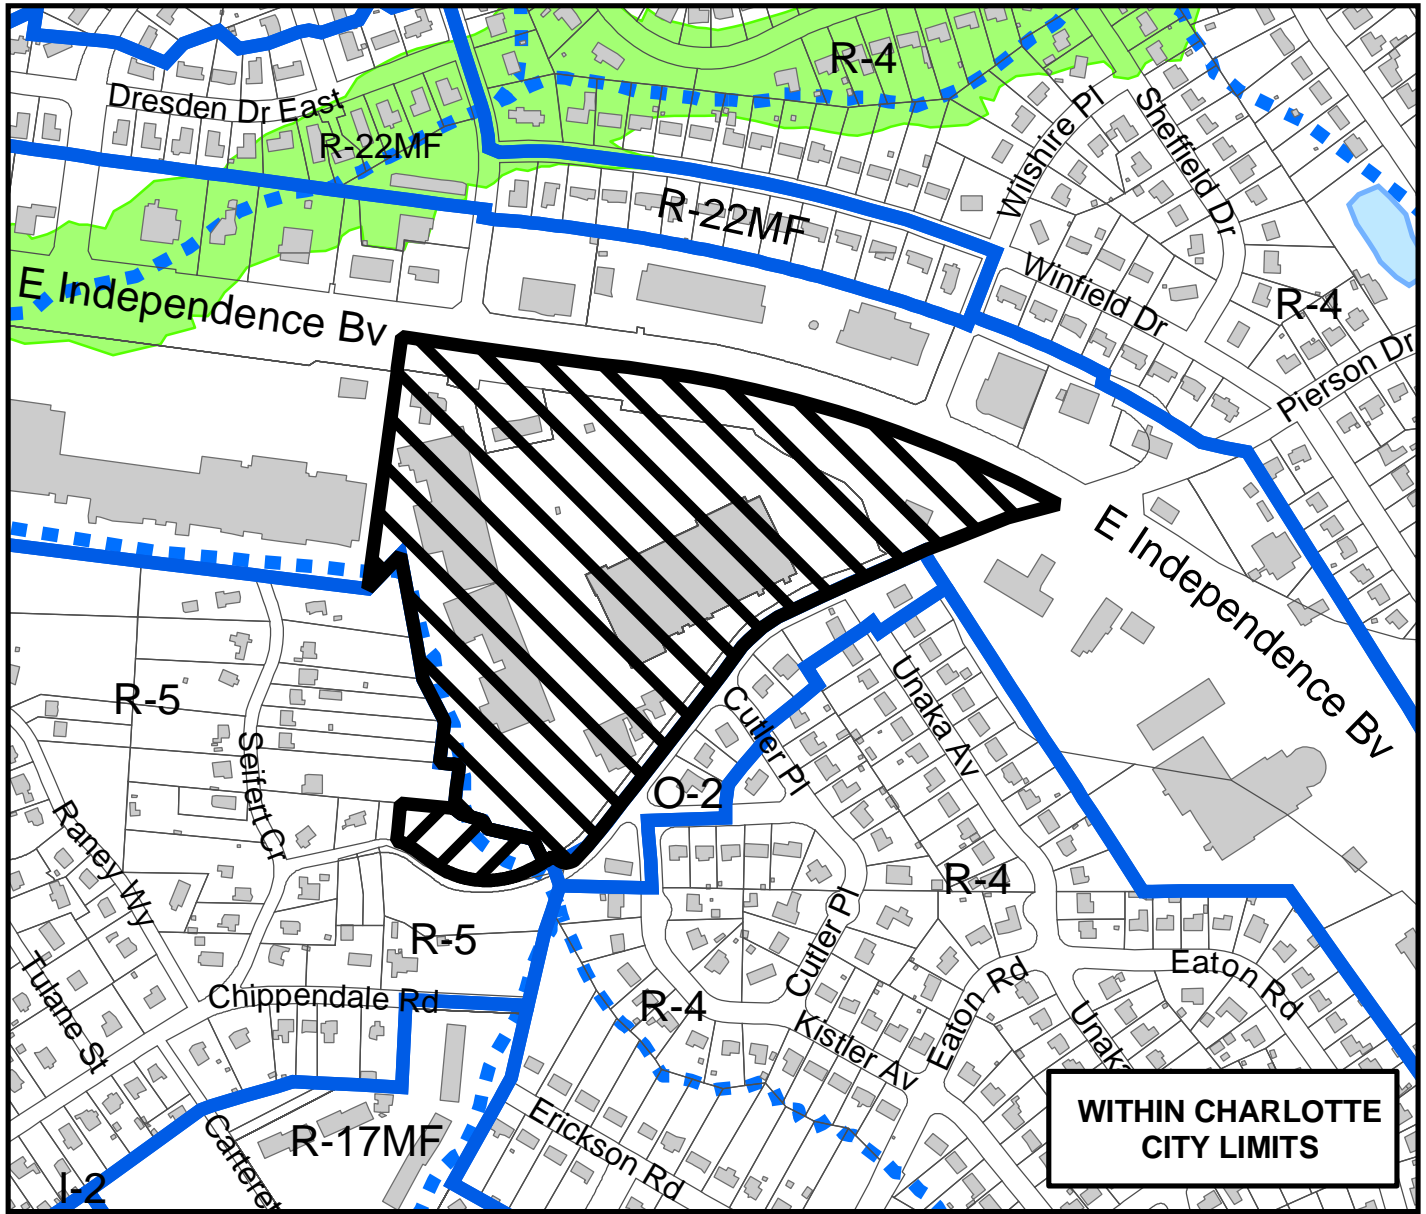 R-4
Dresden Dr East
R-22MF
Wilshire Pl
Sheffield Dr
R-22MF
E Independence Bv
Winfield Dr
R-4
Pierson Dr
E Independence Bv
R-5
Seifert Cr
Raney Wy
Cutler Pl
Unaka Av
O-2
R-4
R-5
Cutler Pl
Tulane St
Chippendale Rd
R-4
Kistler Av
Eaton Rd
Eaton Rd
Unaka
Erickson Rd
Carteret
R-17MF
I-2
WITHIN CHARLOTTE
CITY LIMITS